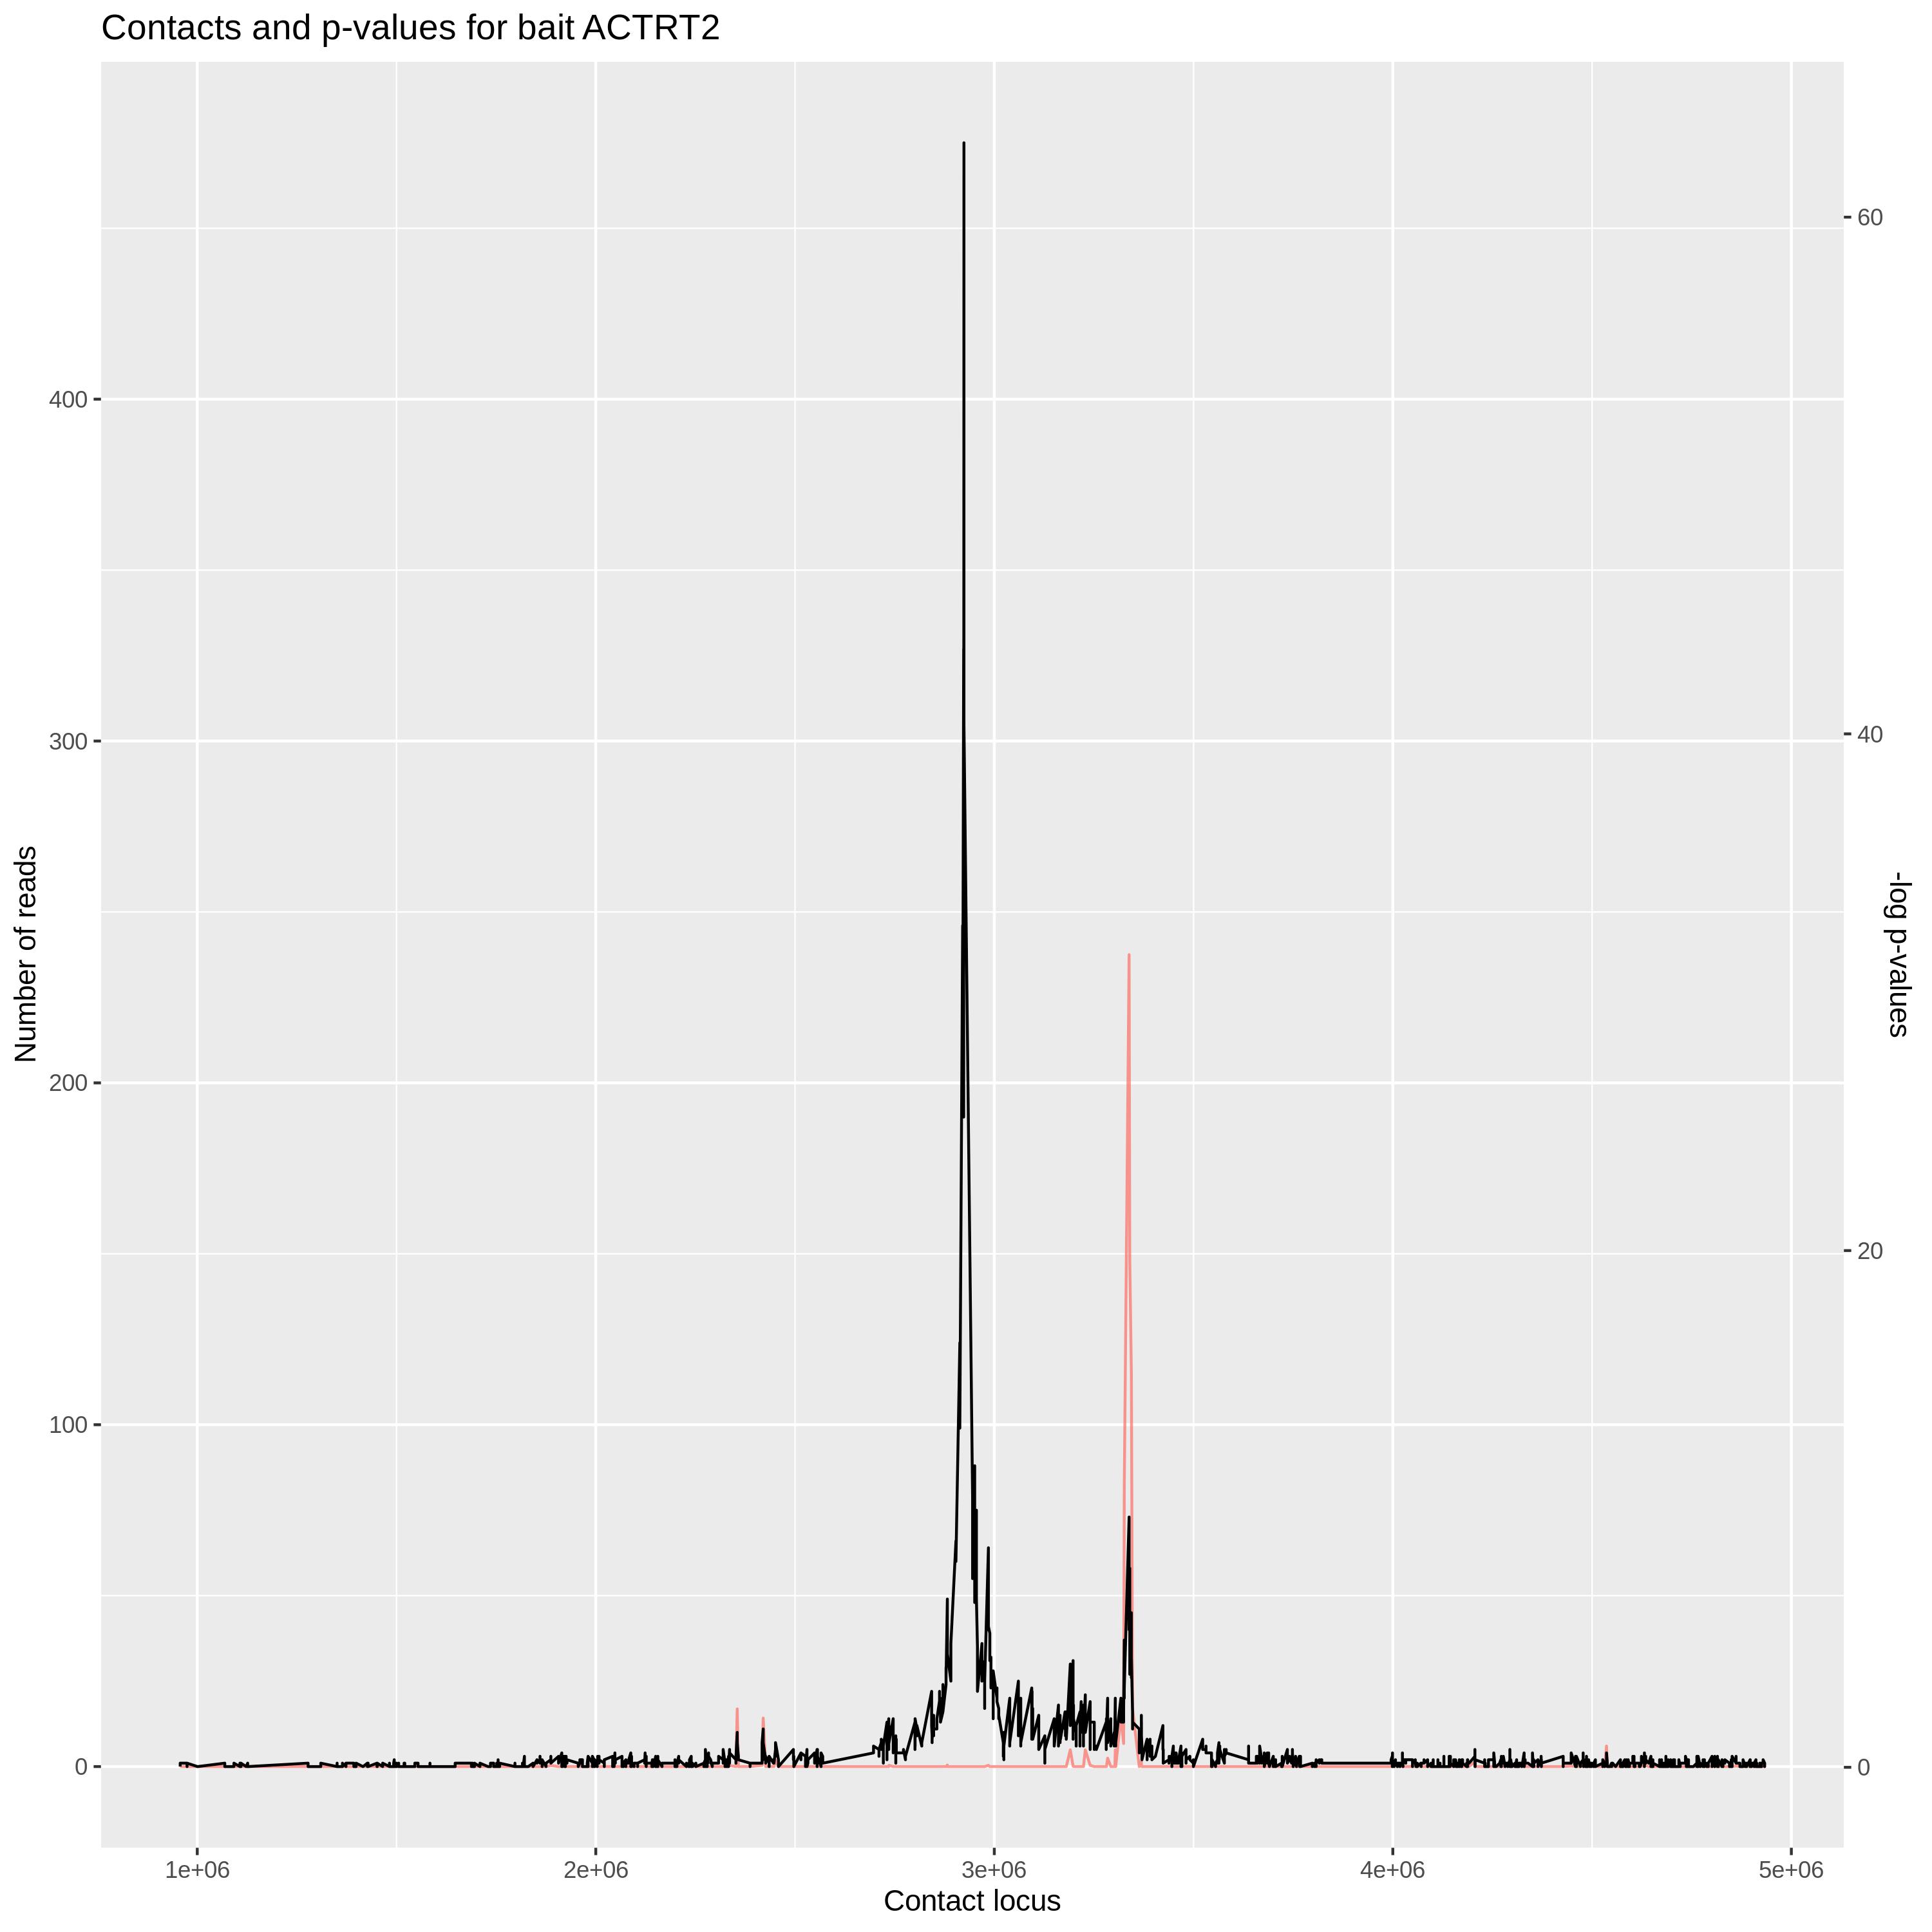 Contacts and p-values for bait ACTRT2
Number of reads
400
300
200
100
0
60
40
20
0
-log p-values
1e+06
2e+06
3e+06
4e+06
5e+06
Contact locus